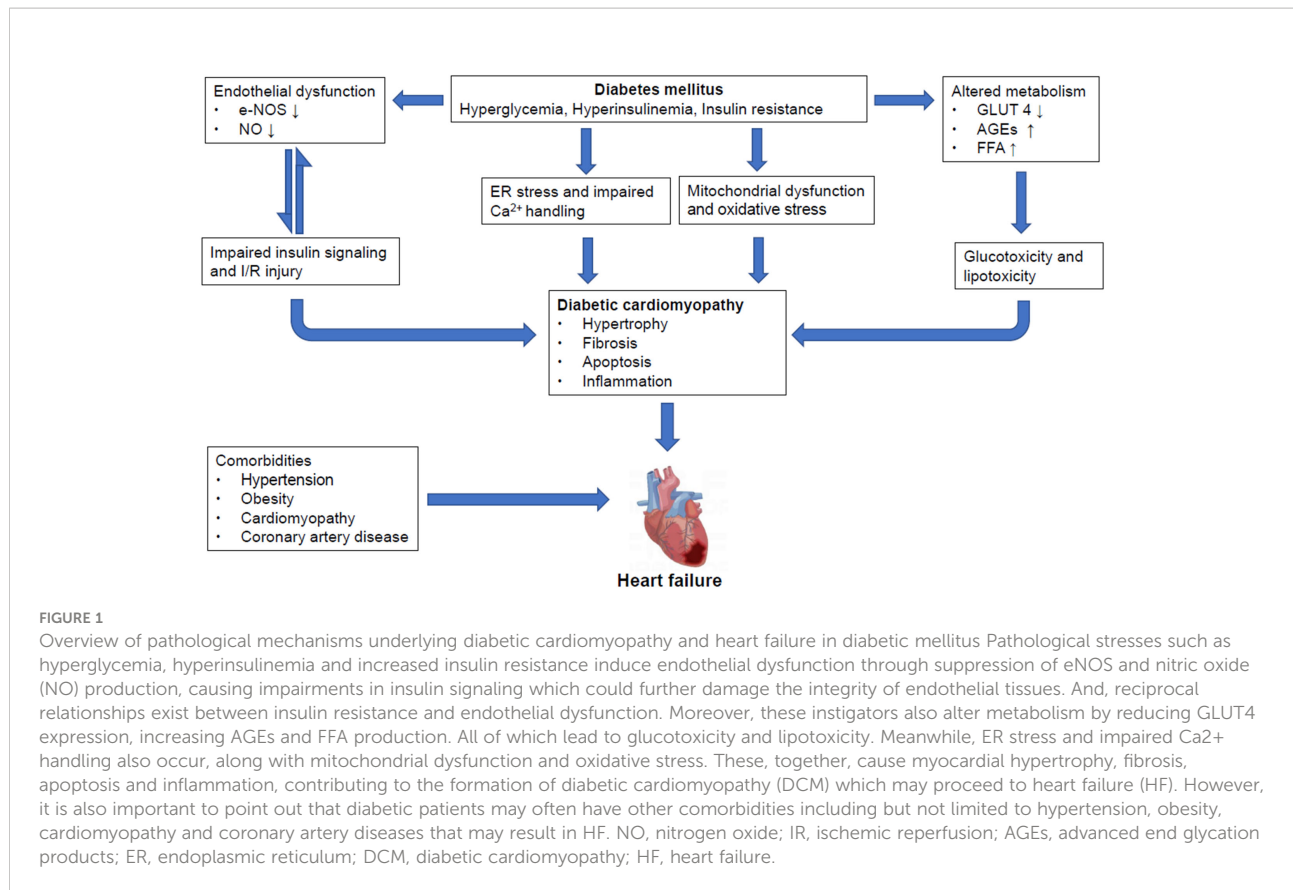 Diabetes mellitus
Hyperglycemia, Hyperinsulinemia, Insulin resistance
Endothelial dysfunction
• e-NOS ↓
• NO ↓
Altered metabolism
• GLUT 4 ↓
• AGEs ↑
• FFA ↑
ER stress and impaired
Ca²⁺ handling
Mitochondrial dysfunction
and oxidative stress
Impaired insulin signaling
and I/R injury
Glucotoxicity and
lipotoxicity
Diabetic cardiomyopathy
• Hypertrophy
• Fibrosis
• Apoptosis
• Inflammation
Comorbidities
• Hypertension
• Obesity
• Cardiomyopathy
• Coronary artery disease
Heart failure
FIGURE 1
Overview of pathological mechanisms underlying diabetic cardiomyopathy and heart failure in diabetic mellitus Pathological stresses such as
hyperglycemia, hyperinsulinemia and increased insulin resistance induce endothelial dysfunction through suppression of eNOS and nitric oxide
(NO) production, causing impairments in insulin signaling which could further damage the integrity of endothelial tissues. And, reciprocal
relationships exist between insulin resistance and endothelial dysfunction. Moreover, these instigators also alter metabolism by reducing GLUT4
expression, increasing AGEs and FFA production. All of which lead to glucotoxicity and lipotoxicity. Meanwhile, ER stress and impaired Ca2+
handling also occur, along with mitochondrial dysfunction and oxidative stress. These, together, cause myocardial hypertrophy, fibrosis,
apoptosis and inflammation, contributing to the formation of diabetic cardiomyopathy (DCM) which may proceed to heart failure (HF). However,
it is also important to point out that diabetic patients may often have other comorbidities including but not limited to hypertension, obesity,
cardiomyopathy and coronary artery diseases that may result in HF. NO, nitrogen oxide; IR, ischemic reperfusion; AGEs, advanced end glycation
products; ER, endoplasmic reticulum; DCM, diabetic cardiomyopathy; HF, heart failure.